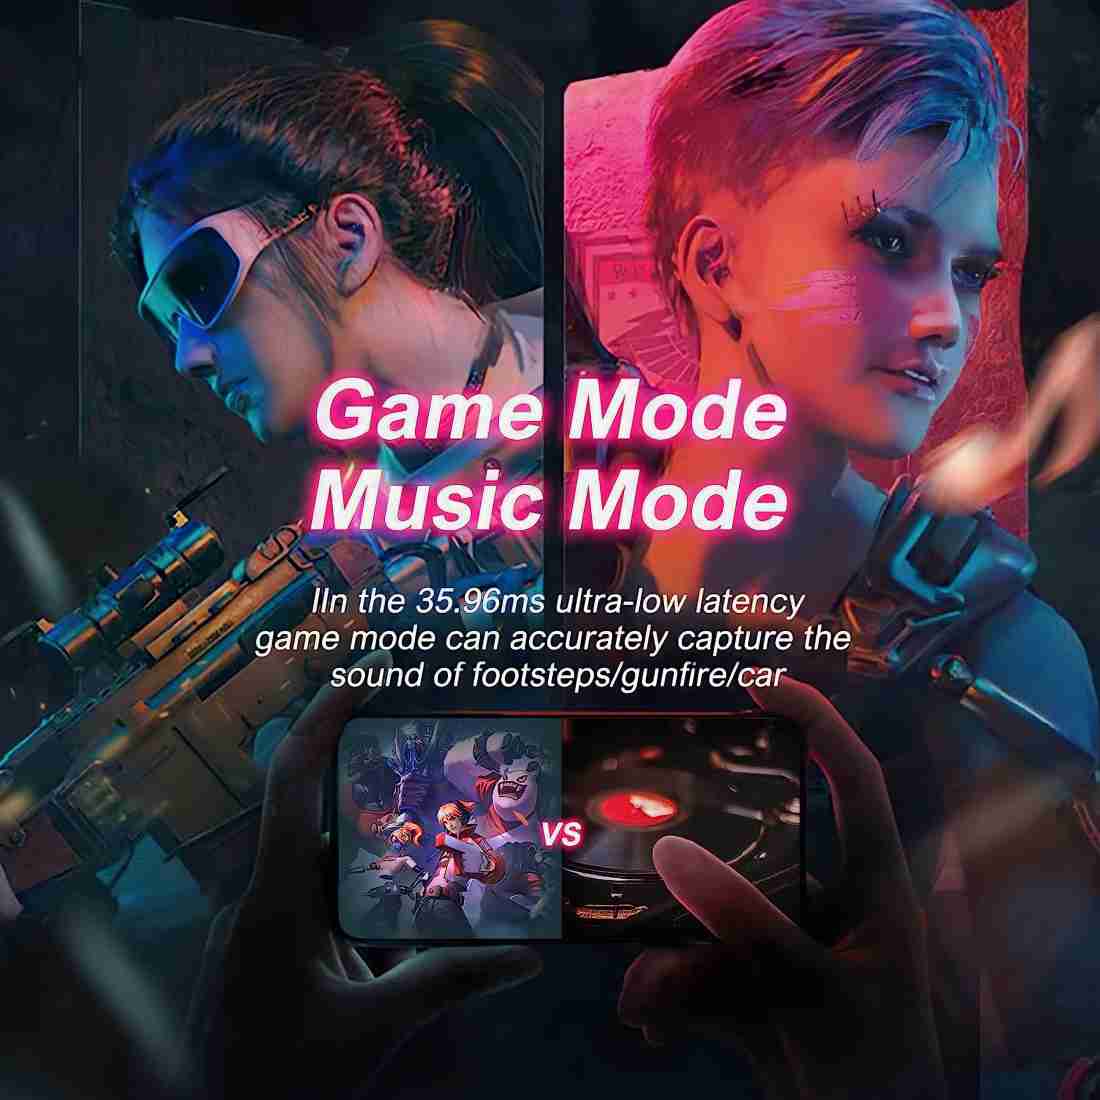 Game Mode
Music Mode
IIn the 35.96ms ultra-low latency
game mode can accurately capture the
sound of footsteps/gunfire/car
VS